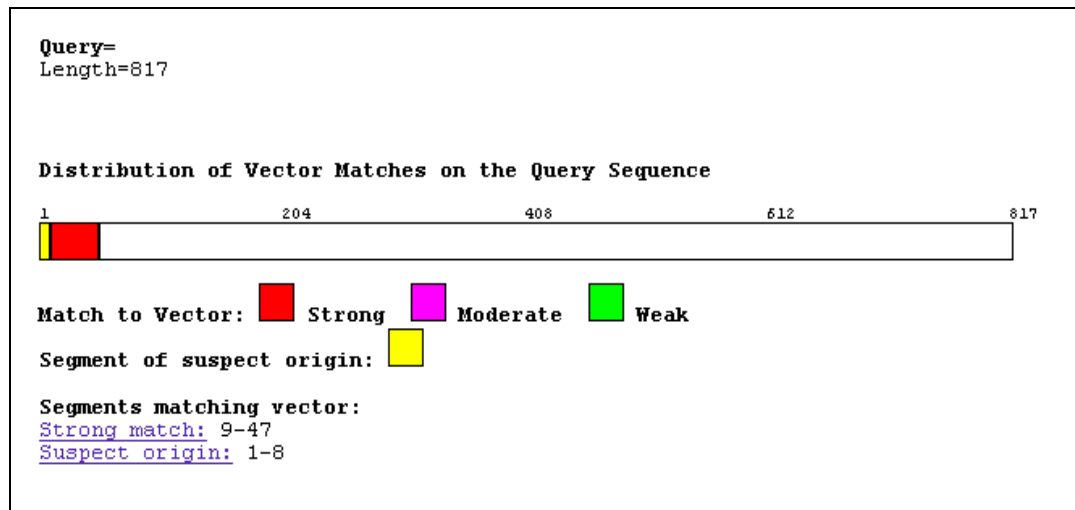 Query=
Length=817
Distribution of Vector Matches on the Query Sequence
1 204 408 612 817
Match to Vector: Strong Moderate Weak
Segment of suspect origin:
Segments matching vector:
Strong match: 9-47
Suspect origin: 1-8